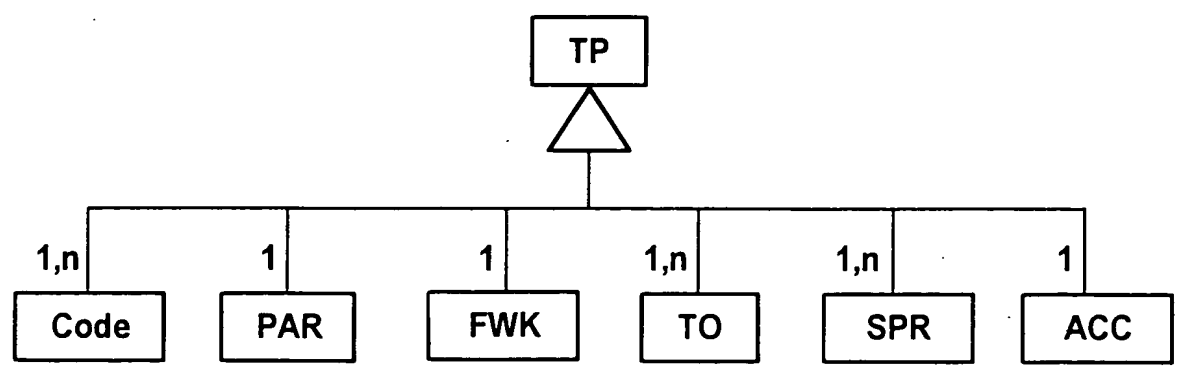 TP
1,n 1 1 1,n 1,n 1
Code PAR FWK TO SPR ACC